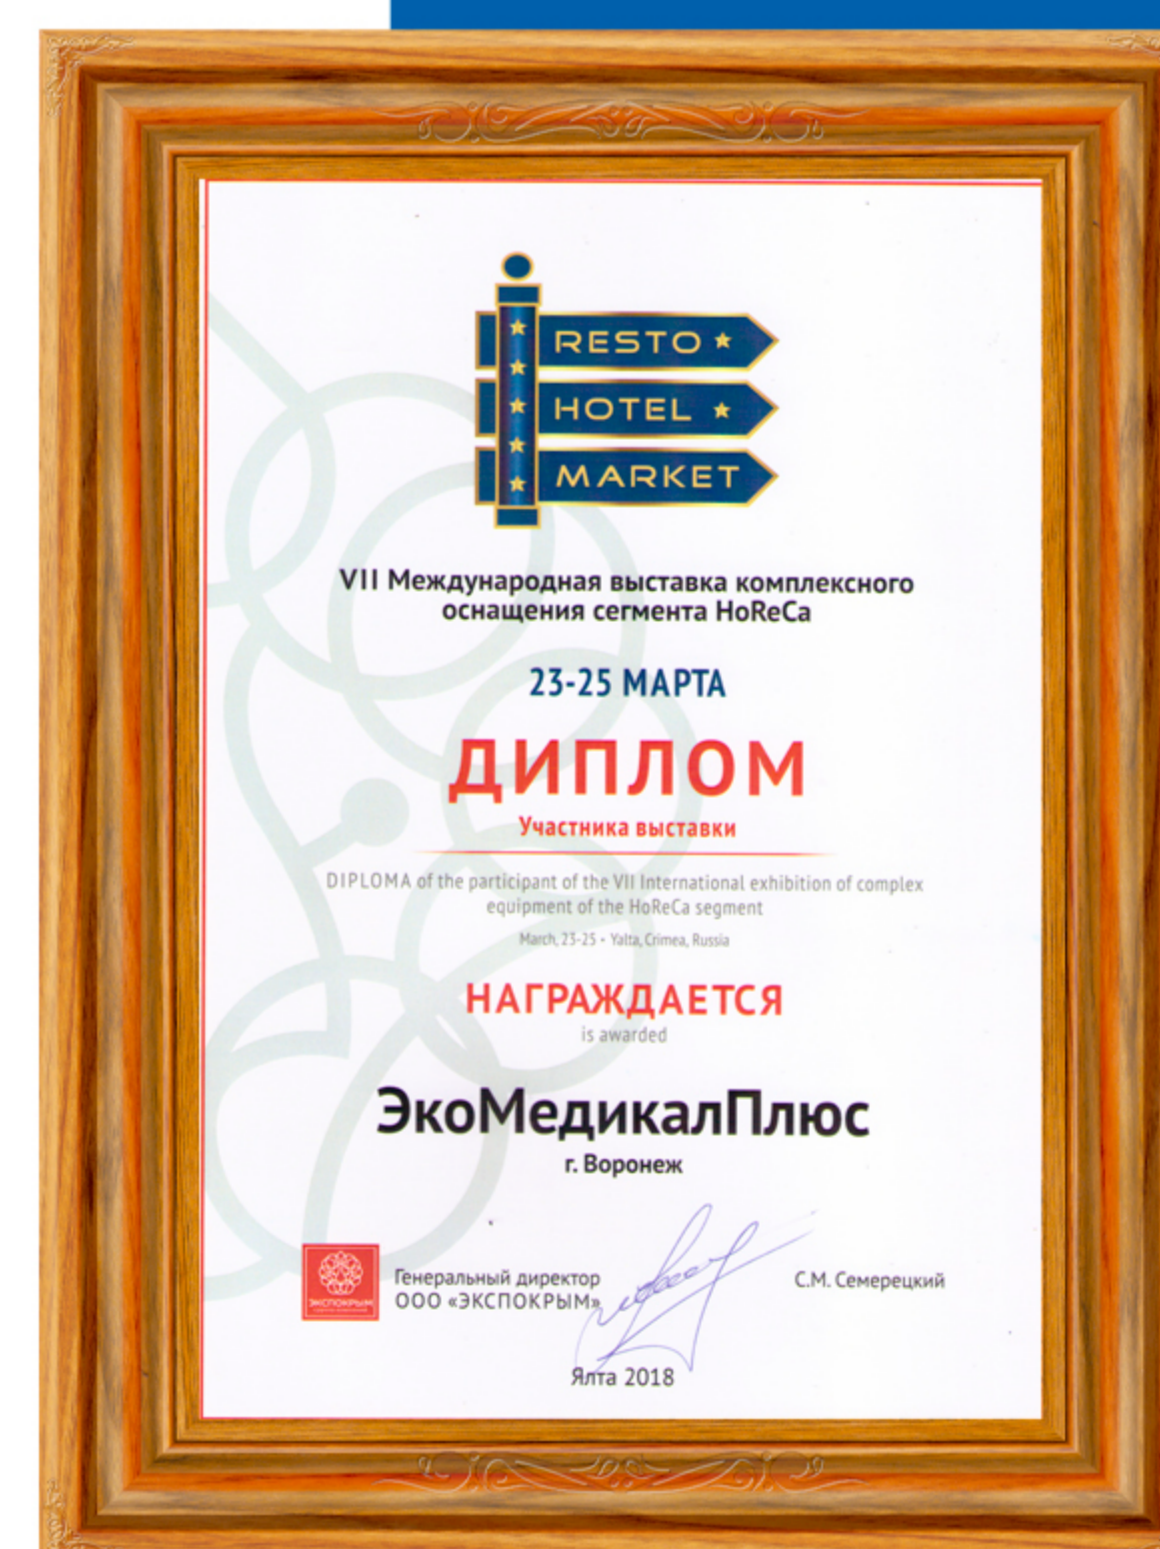 RESTO
HOTEL
MARKET
VII Международная выставка комплексного
оснащения сегмента HoReCa
23-25 МАРТА
ДИПЛОМ
Участника выставки
DIPLOMA of the participant of the VII International exhibition of complex
equipment of the HoReCa segment
March, 23-25 • Yalta, Crimea, Russia
НАГРАЖДАЕТСЯ
is awarded
ЭкоМедикалПлюс
г. Воронеж
Генеральный директор
ООО «ЭКСПОКРЫМ»
С.М. Семерецкий
ЭКСПОКРЫМ
Ялта 2018